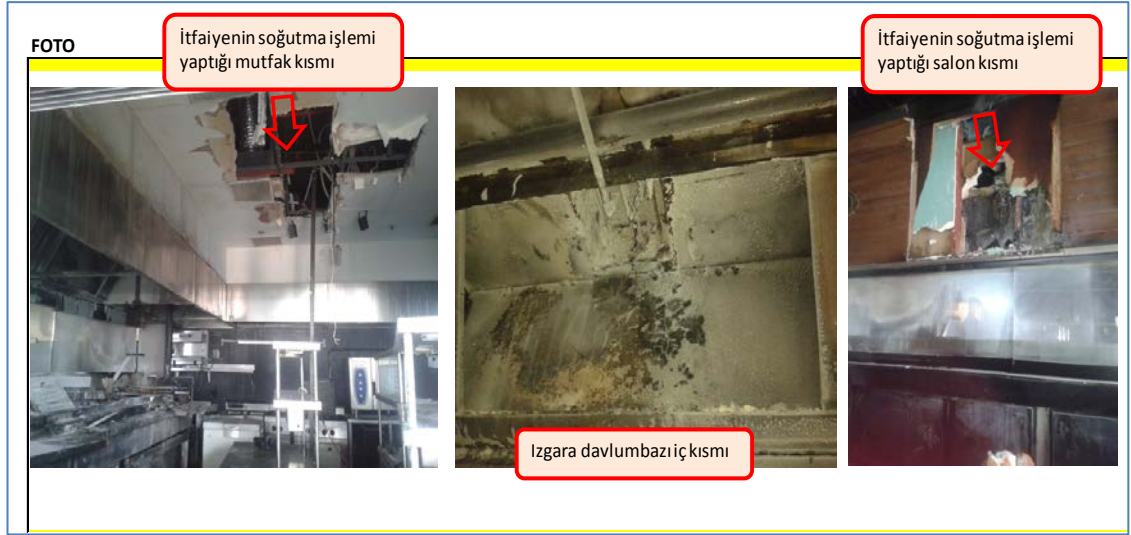 FOTO
İtfaiyenin soğutma işlemi
yaptığı mutfak kısmı
İtfaiyenin soğutma işlemi
yaptığı salon kısmı
Izgara davlumbazı iç kısmı